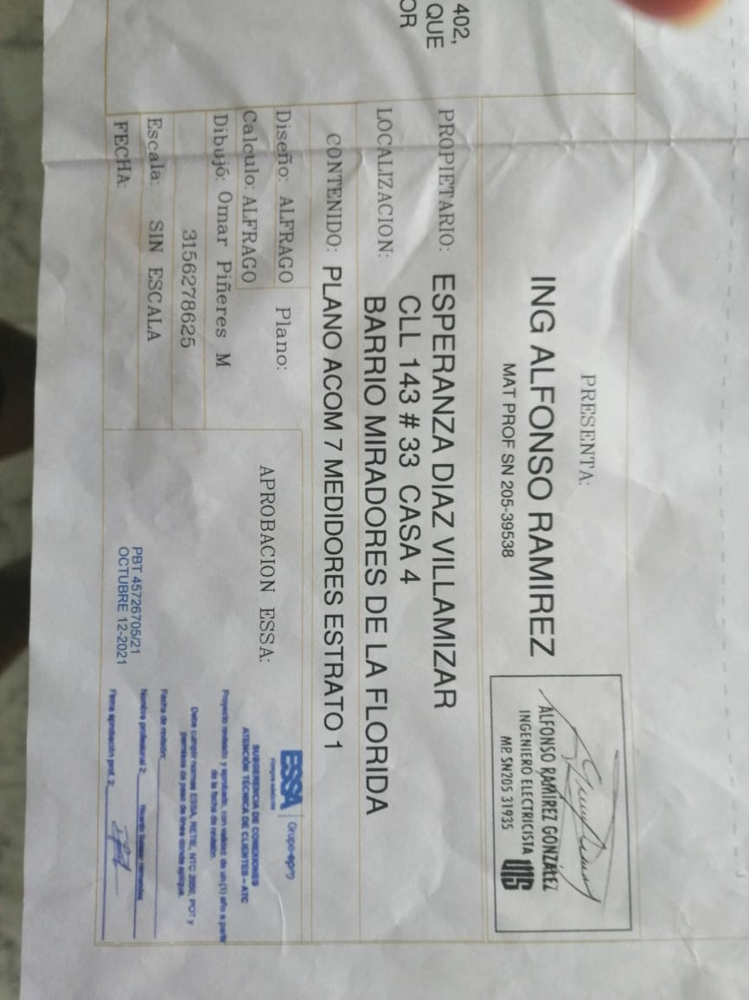 402,
QUE
OR
PRESENTA:
ING ALFONSO RAMIREZ
MAT PROF SN 205-39538
ALFONSO RAMIREZ GONZALEZ
INGENIERO ELECTRICISTA
MP. SN205 31935
UIS
PROPIETARIO: ESPERANZA DIAZ VILLAMIZAR
CLL 143 # 33 CASA 4
LOCALIZACION: BARRIO MIRADORES DE LA FLORIDA
CONTENIDO: PLANO ACOM 7 MEDIDORES ESTRATO 1
Diseño: ALFRAGO
Plano:
Calculo: ALFRAGO
Dibujó: Omar Piñeres M
3156278625
Escala: SIN ESCALA
FECHA:
APROBACION ESSA:
PBT 45726705/21
OCTUBRE 12-2021
ESSA Grupo·epm
SUBGERENCIA DE CONEXIONES
ATENCIÓN TÉCNICA DE CLIENTES - ATC
Proyecto revisado y aprobado, con validez de un (1) año a partir
de la fecha de revisión.
Debe cumplir normas ESSA, RETIE, NTC 2050, POT y
permisos de paso de línea donde aplique.
Fecha de revisión:
Nombre profesional 2:
Firma aprobación prof. 2: